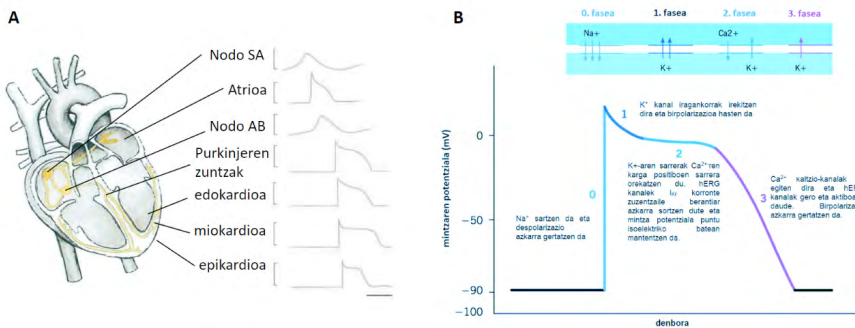 A
Nodo SA
Atrioa
Nodo AB
Purkinjeren
zuntzak
edokardioa
miokardioa
epikardioa
B
0. fasea
1. fasea
2. fasea
3. fasea
Na+
Ca2+
K+
K+
K+
mintzaren potentziala (mV)
0
−50
−90
−100
denbora
0
Na⁺ sartzen da eta
despolarizazio
azkarra gertatzen da
1
K⁺ kanal iragankorrak irekitzen
dira eta birpolarizazioa hasten da
2
K+-aren sarrerak Ca²⁺ren
karga positiboen sarrera
orekatzen du. hERG
kanalek
korronte
zuzentzaile berantiar
azkarra sortzen dute eta
mintza potentziala puntu
isoelektriko batean
mantentzen da.
3
Ca²⁺ kaltzio-kanalak
egiten dira eta hE
kanalak gero eta aktiboa
daude. Birpolariza
azkarra gertatzen da.